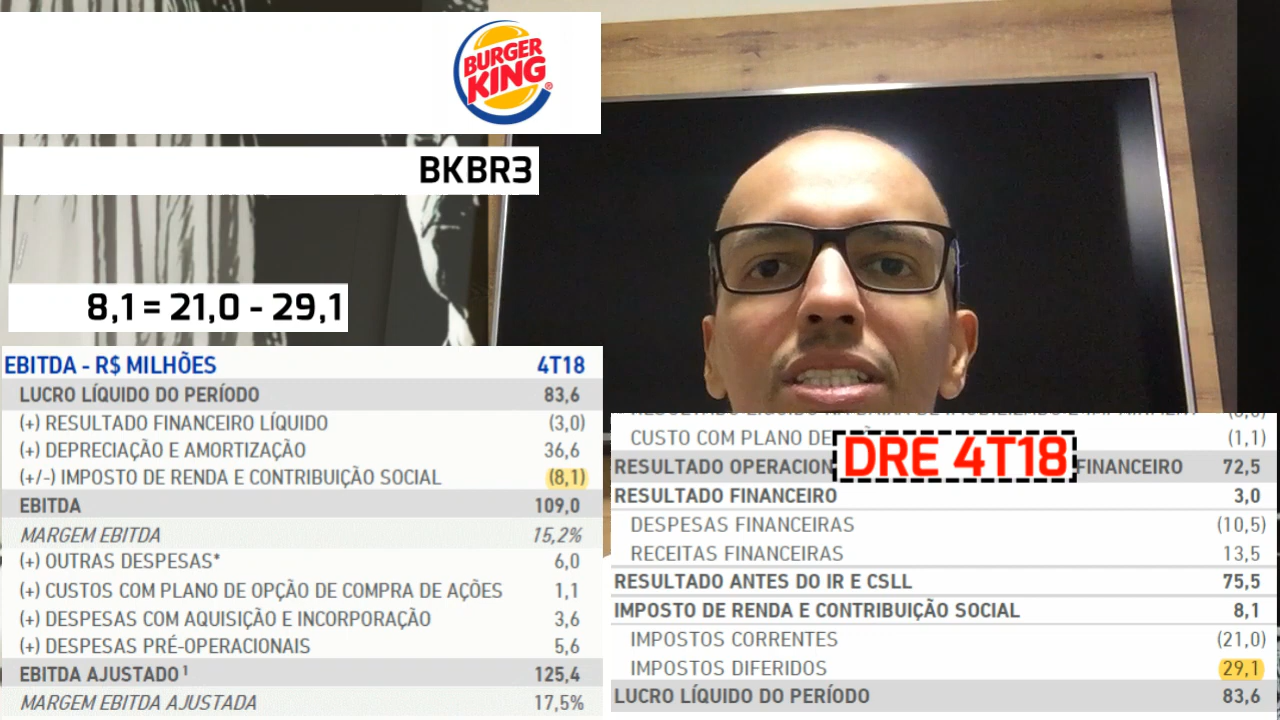 BURGER
KING
®
BKBR3
8,1 = 21,0 - 29,1
EBITDA - R$ MILHÕES 4T18
LUCRO LÍQUIDO DO PERÍODO 83,6
(+) RESULTADO FINANCEIRO LÍQUIDO (3,0)
(+) DEPRECIAÇÃO E AMORTIZAÇÃO 36,6
(+/-) IMPOSTO DE RENDA E CONTRIBUIÇÃO SOCIAL (8,1)
EBITDA 109,0
MARGEM EBITDA 15,2%
(+) OUTRAS DESPESAS* 6,0
(+) CUSTOS COM PLANO DE OPÇÃO DE COMPRA DE AÇÕES 1,1
(+) DESPESAS COM AQUISIÇÃO E INCORPORAÇÃO 3,6
(+) DESPESAS PRÉ-OPERACIONAIS 5,6
EBITDA AJUSTADO¹ 125,4
MARGEM EBITDA AJUSTADA 17,5%
CUSTO COM PLANO DE (1,1)
DRE 4T18
RESULTADO OPERACION FINANCEIRO 72,5
RESULTADO FINANCEIRO 3,0
DESPESAS FINANCEIRAS (10,5)
RECEITAS FINANCEIRAS 13,5
RESULTADO ANTES DO IR E CSLL 75,5
IMPOSTO DE RENDA E CONTRIBUIÇÃO SOCIAL 8,1
IMPOSTOS CORRENTES (21,0)
IMPOSTOS DIFERIDOS 29,1
LUCRO LÍQUIDO DO PERÍODO 83,6